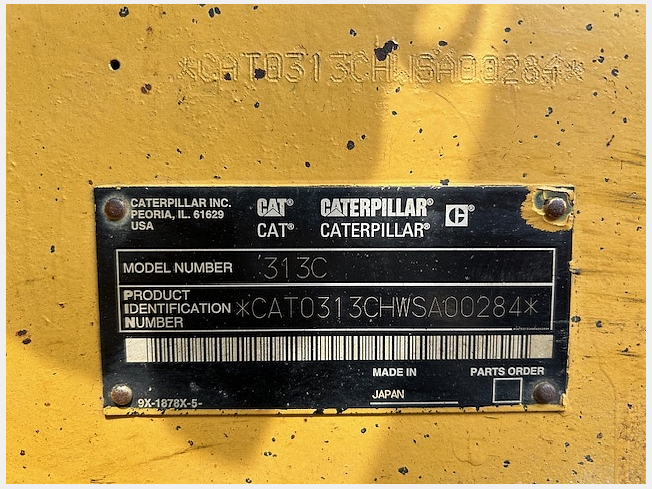 *CAT0313CHWSA00284*
CATERPILLAR INC.
PEORIA, IL. 61629
USA
CAT® CATERPILLAR® C®
CAT® CATERPILLAR®
MODEL NUMBER 313C
PRODUCT
IDENTIFICATION
NUMBER
*CAT0313CHWSA00284*
MADE IN
JAPAN
PARTS ORDER
9X-1878X-5-